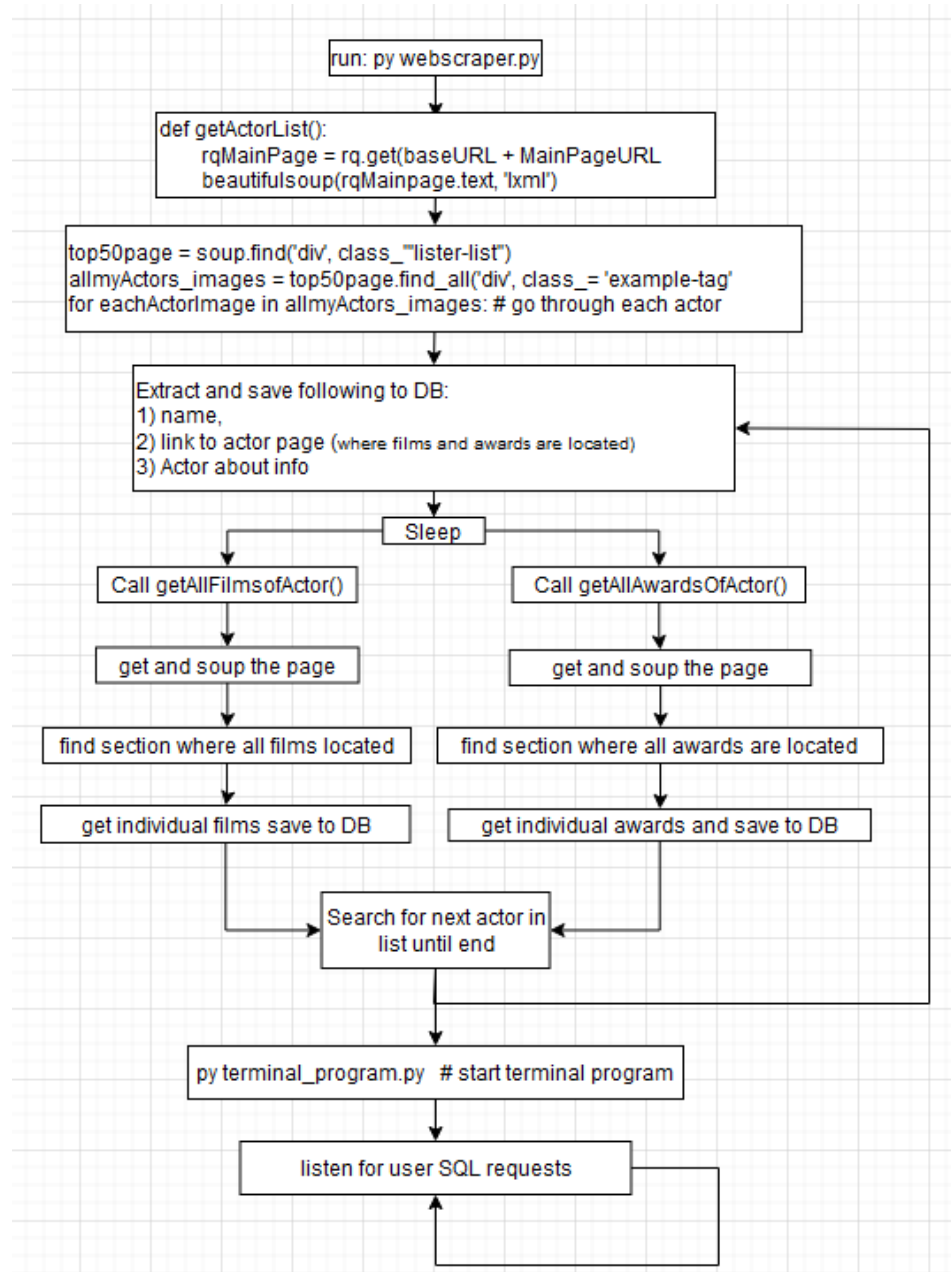 run: py webscraper.py
def getActorList():
rqMainPage = rq.get(baseURL + MainPageURL
beautifulsoup(rqMainpage.text, 'lxml')
top50page = soup.find('div', class_'"lister-list")
allmyActors_images = top50page.find_all('div', class_= 'example-tag'
for eachActorImage in allmyActors_images: # go through each actor
Extract and save following to DB:
1) name,
2) link to actor page (where films and awards are located)
3) Actor about info
Sleep
Call getAllFilmsofActor()
get and soup the page
find section where all films located
get individual films save to DB
Call getAllAwardsOfActor()
get and soup the page
find section where all awards are located
get individual awards and save to DB
Search for next actor in
list until end
py terminal_program.py # start terminal program
listen for user SQL requests